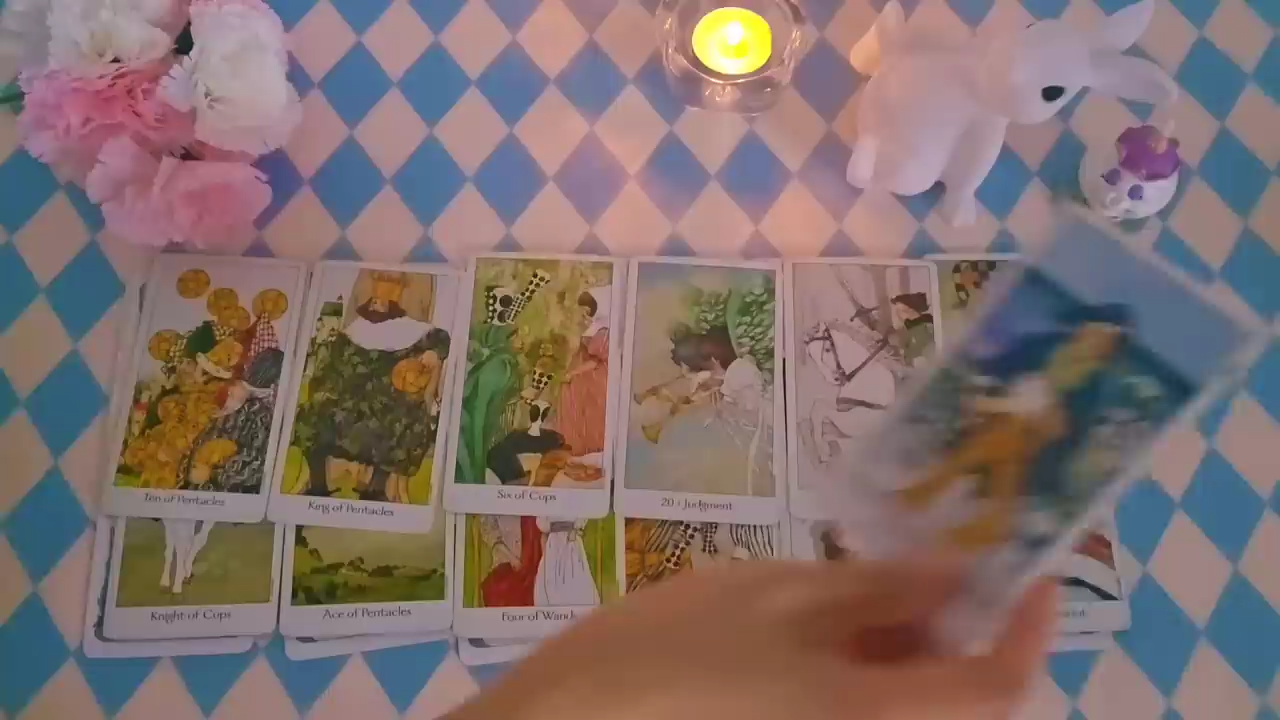 Ten of Pentacles
King of Pentacles
Six of Cups
20 : Judgment
Knight of Cups
Ace of Pentacles
Four of Wands